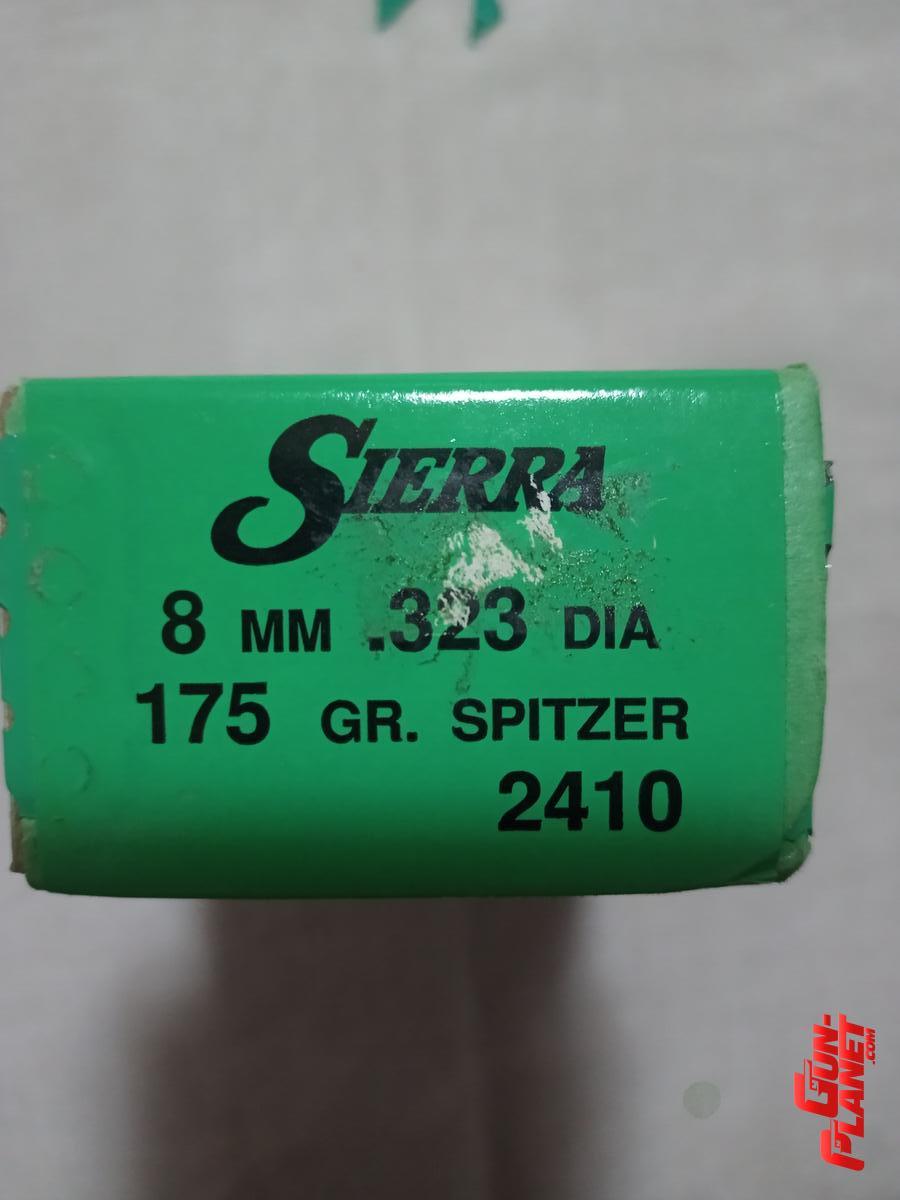 SIERRA
8 MM .323 DIA
175 GR. SPITZER
2410
GUN-
PLANET
.COM